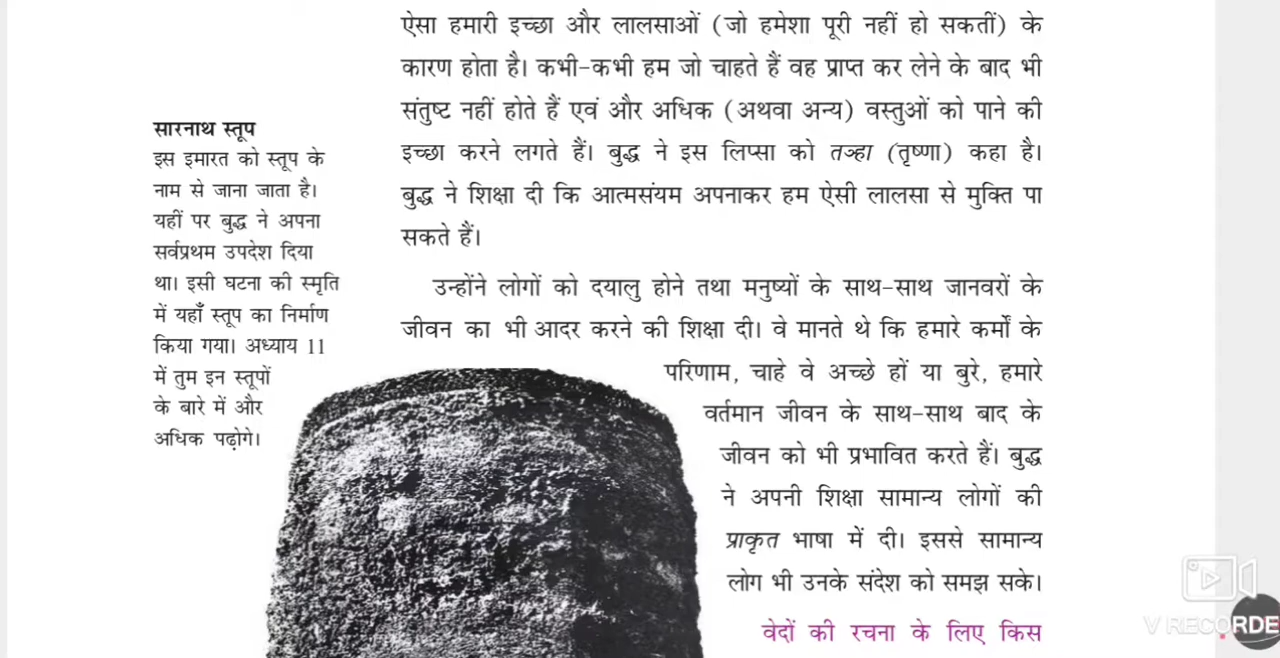 ऐसा हमारी इच्छा और लालसाओं (जो हमेशा पूरी नहीं हो सकतीं) के
कारण होता है। कभी-कभी हम जो चाहते हैं वह प्राप्त कर लेने के बाद भी
संतुष्ट नहीं होते हैं एवं और अधिक (अथवा अन्य) वस्तुओं को पाने की
इच्छा करने लगते हैं। बुद्ध ने इस लिप्सा को तञ्हा (तृष्णा) कहा है।
बुद्ध ने शिक्षा दी कि आत्मसंयम अपनाकर हम ऐसी लालसा से मुक्ति पा
सकते हैं।
सारनाथ स्तूप
इस इमारत को स्तूप के
नाम से जाना जाता है।
यहीं पर बुद्ध ने अपना
सर्वप्रथम उपदेश दिया
था। इसी घटना की स्मृति
में यहाँ स्तूप का निर्माण
किया गया। अध्याय 11
में तुम इन स्तूपों
के बारे में और
अधिक पढ़ोगे।
उन्होंने लोगों को दयालु होने तथा मनुष्यों के साथ-साथ जानवरों के
जीवन का भी आदर करने की शिक्षा दी। वे मानते थे कि हमारे कर्मों के
परिणाम, चाहे वे अच्छे हों या बुरे, हमारे
वर्तमान जीवन के साथ-साथ बाद के
जीवन को भी प्रभावित करते हैं। बुद्ध
ने अपनी शिक्षा सामान्य लोगों की
प्राकृत भाषा में दी। इससे सामान्य
लोग भी उनके संदेश को समझ सके।
वेदों की रचना के लिए किस
V RECORDE